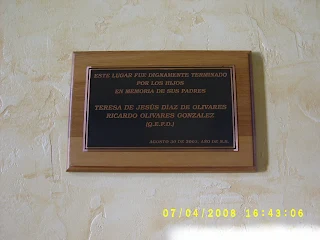 ESTE LUGAR FUE DIGNAMENTE TERMINADO
POR LOS HIJOS
EN MEMORIA DE SUS PADRES
TERESA DE JESÚS DÍAZ DE OLIVARES
RICARDO OLIVARES GONZALEZ
(Q.E.P.D.)
AGOSTO
07/04/2008 16:43:06